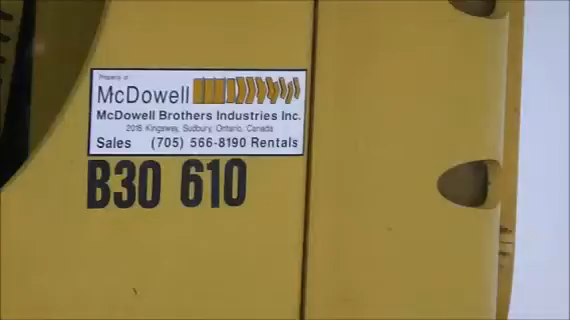 Property of
McDowell
McDowell Brothers Industries Inc.
2018 Kingsway, Sudbury, Ontario, Canada
Sales (705) 566-8190 Rentals
B30 610